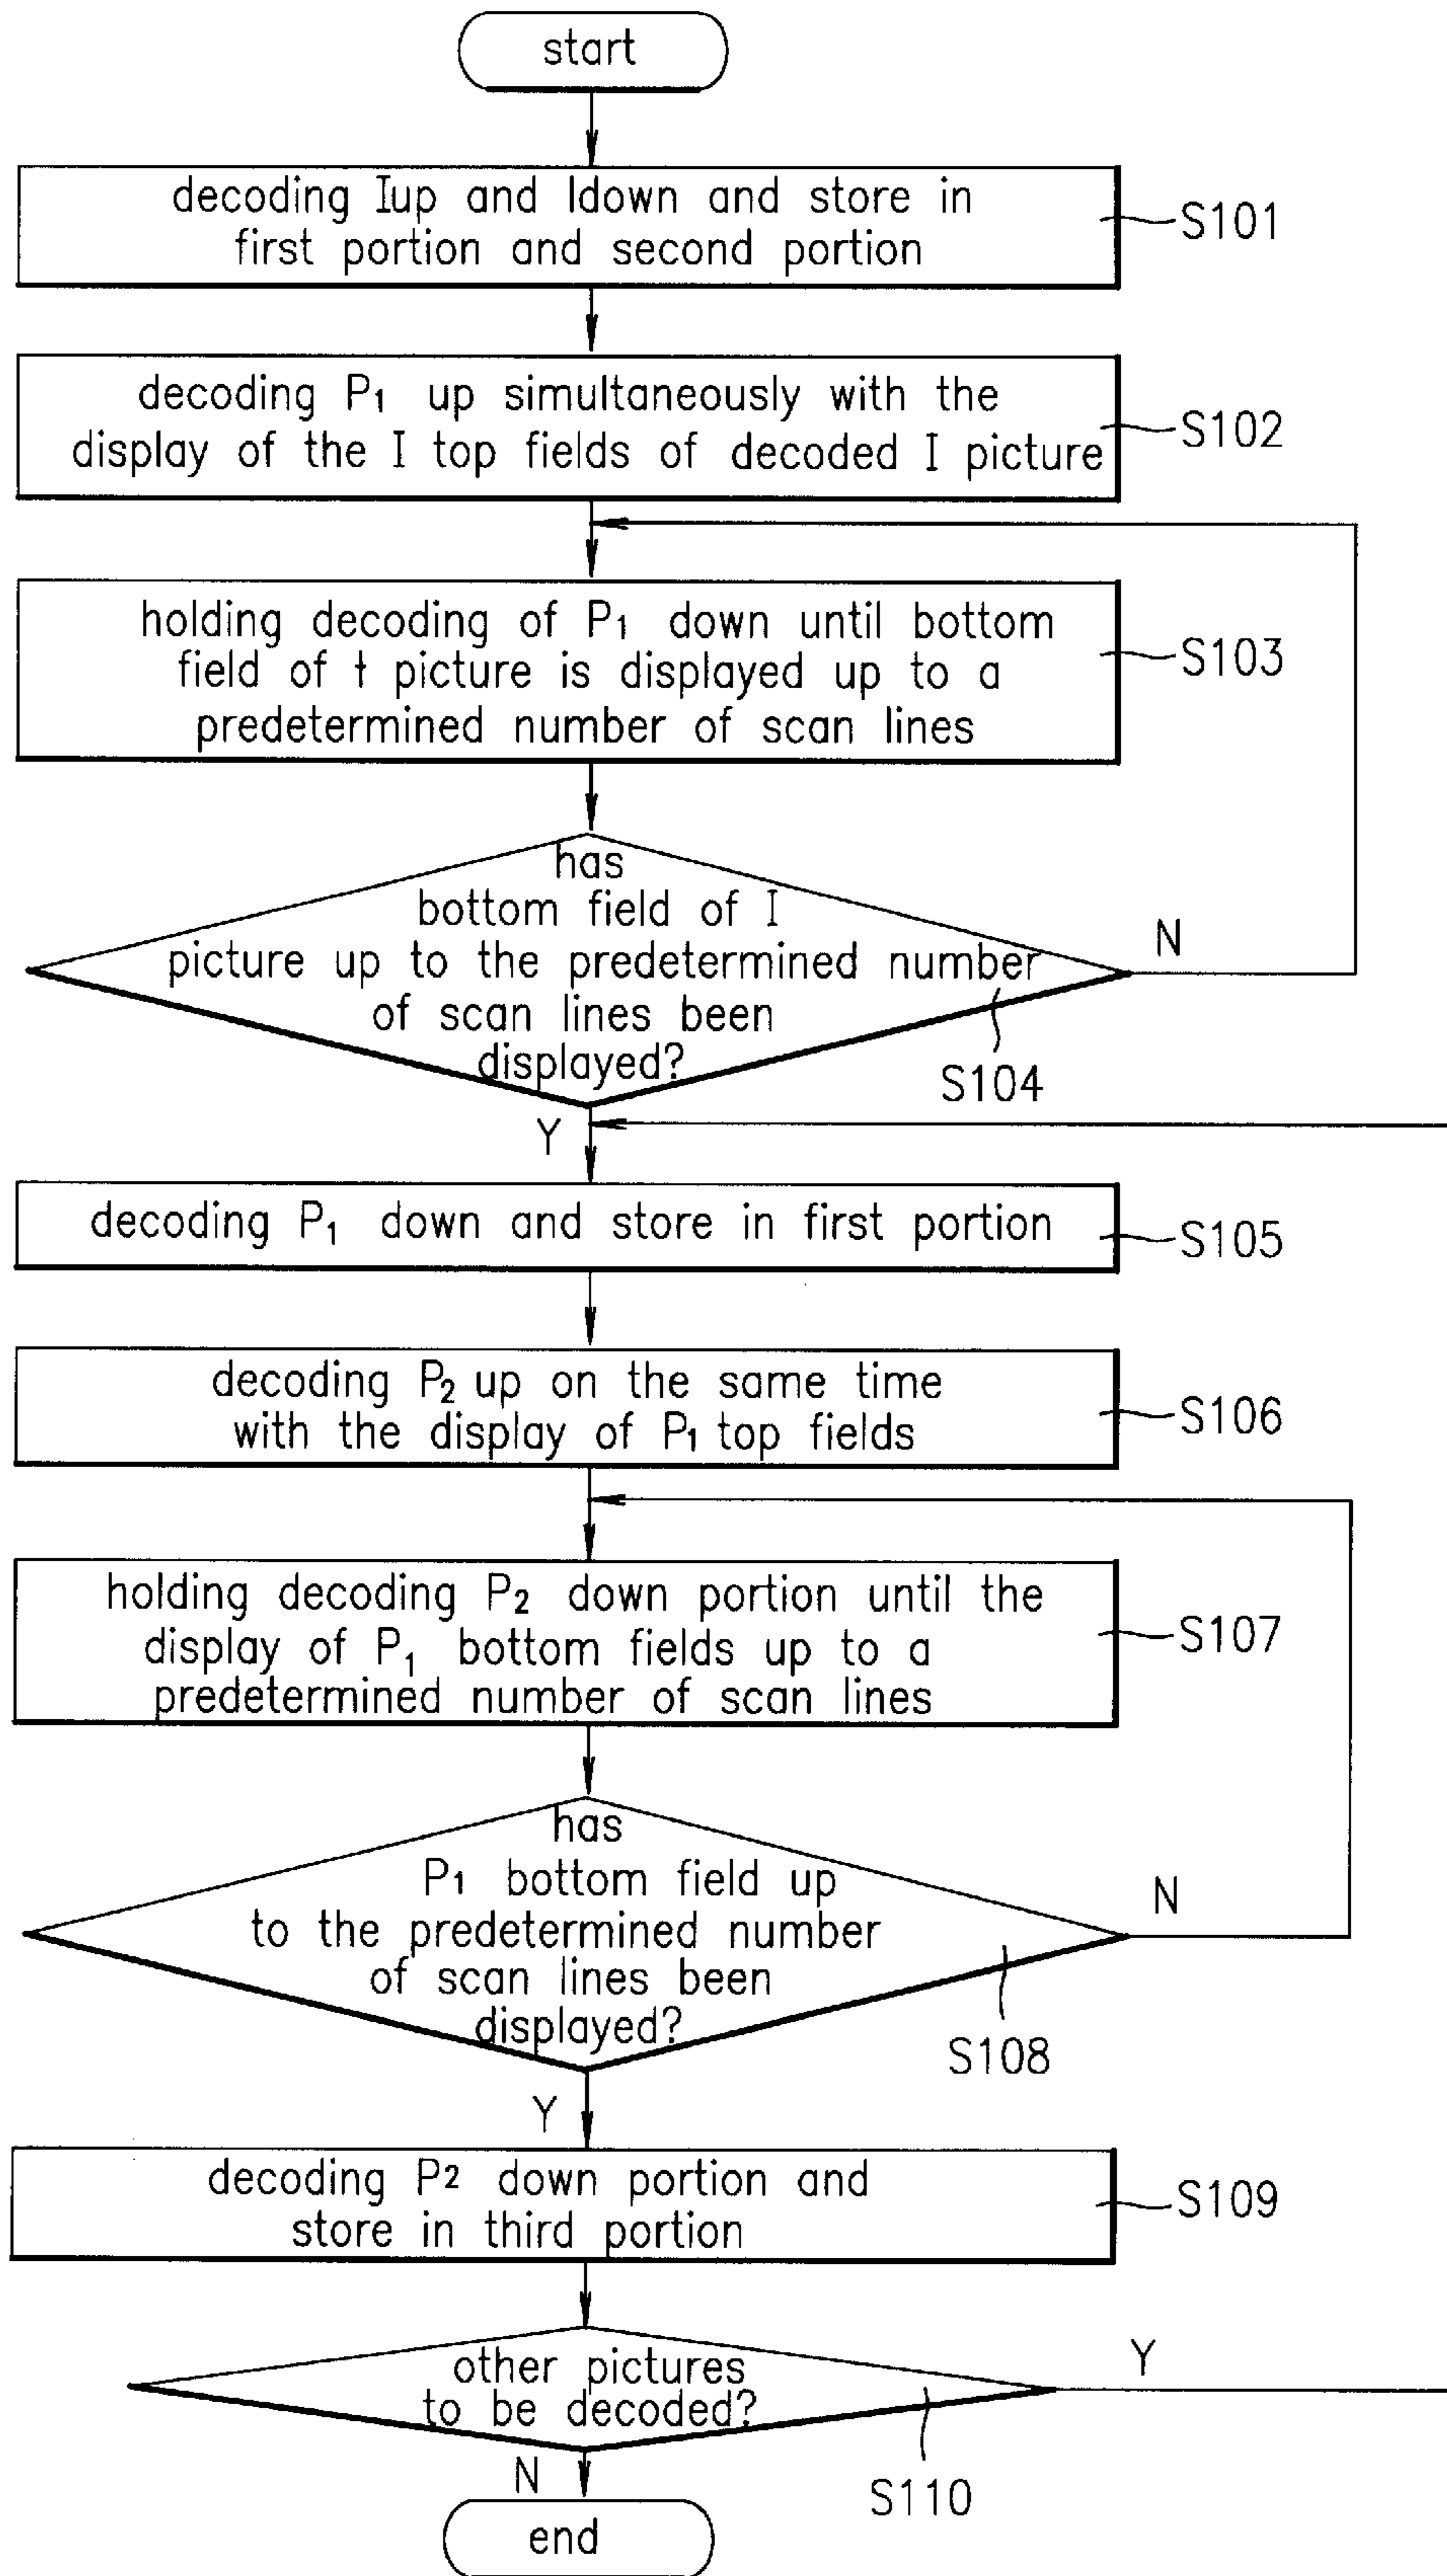 start
decoding Iup and Idown and store in
first portion and second portion
S101
decoding P1 up simultaneously with the
display of the I top fields of decoded I picture
S102
holding decoding of P1 down until bottom
field of t picture is displayed up to a
predetermined number of scan lines
S103
has
bottom field of I
picture up to the predetermined number
of scan lines been
displayed?
N
S104
Y
decoding P1 down and store in first portion
S105
decoding P2 up on the same time
with the display of P1 top fields
S106
holding decoding P2 down portion until the
display of P1 bottom fields up to a
predetermined number of scan lines
S107
has
P1 bottom field up
to the predetermined number
of scan lines been
displayed?
N
S108
Y
decoding P2 down portion and
store in third portion
S109
other pictures
to be decoded?
Y
N
S110
end